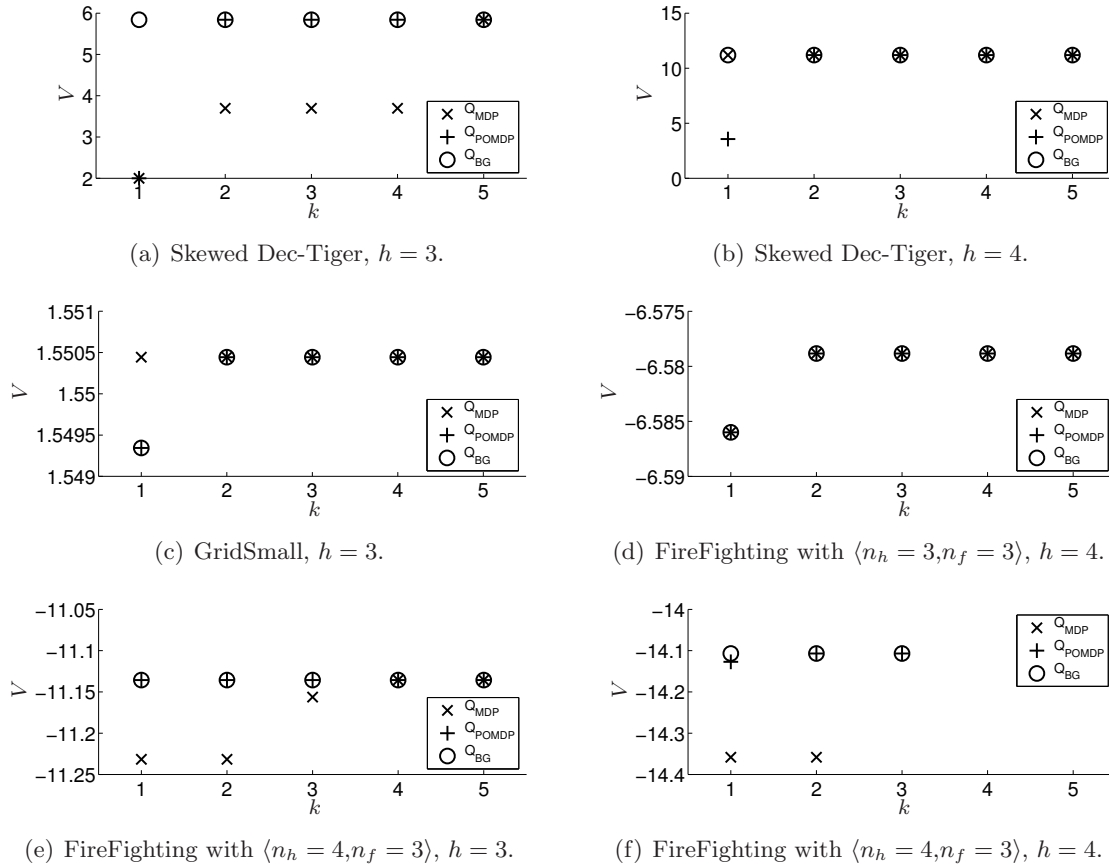 6
5
4
3
2
V
1 2 3 4 5
k
Q_MDP
Q_POMDP
Q_BG
(a) Skewed Dec-Tiger, h = 3.
15
10
5
0
V
1 2 3 4 5
k
Q_MDP
Q_POMDP
Q_BG
(b) Skewed Dec-Tiger, h = 4.
1.551
1.5505
1.55
1.5495
1.549
V
1 2 3 4 5
k
Q_MDP
Q_POMDP
Q_BG
(c) GridSmall, h = 3.
−6.575
−6.58
−6.585
−6.59
V
1 2 3 4 5
k
Q_MDP
Q_POMDP
Q_BG
(d) FireFighting with ⟨n_h = 3,n_f = 3⟩, h = 4.
−11.05
−11.1
−11.15
−11.2
−11.25
V
1 2 3 4 5
k
Q_MDP
Q_POMDP
Q_BG
(e) FireFighting with ⟨n_h = 4,n_f = 3⟩, h = 3.
−14
−14.1
−14.2
−14.3
−14.4
V
1 2 3 4 5
k
Q_MDP
Q_POMDP
Q_BG
(f) FireFighting with ⟨n_h = 4,n_f = 3⟩, h = 4.